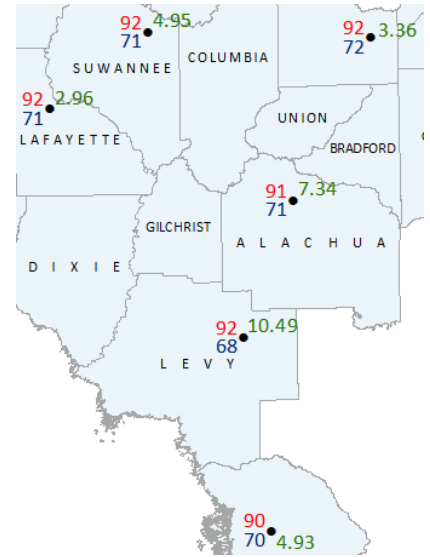 92 4.95
71
SUWANNEE
COLUMBIA
92 3.36
72
92 2.96
71
LAFAYETTE
UNION
BRADFORD
91 7.34
71
GILCHRIST
ALACHUA
DIXIE
92 10.49
68
LEVY
90
70 4.93